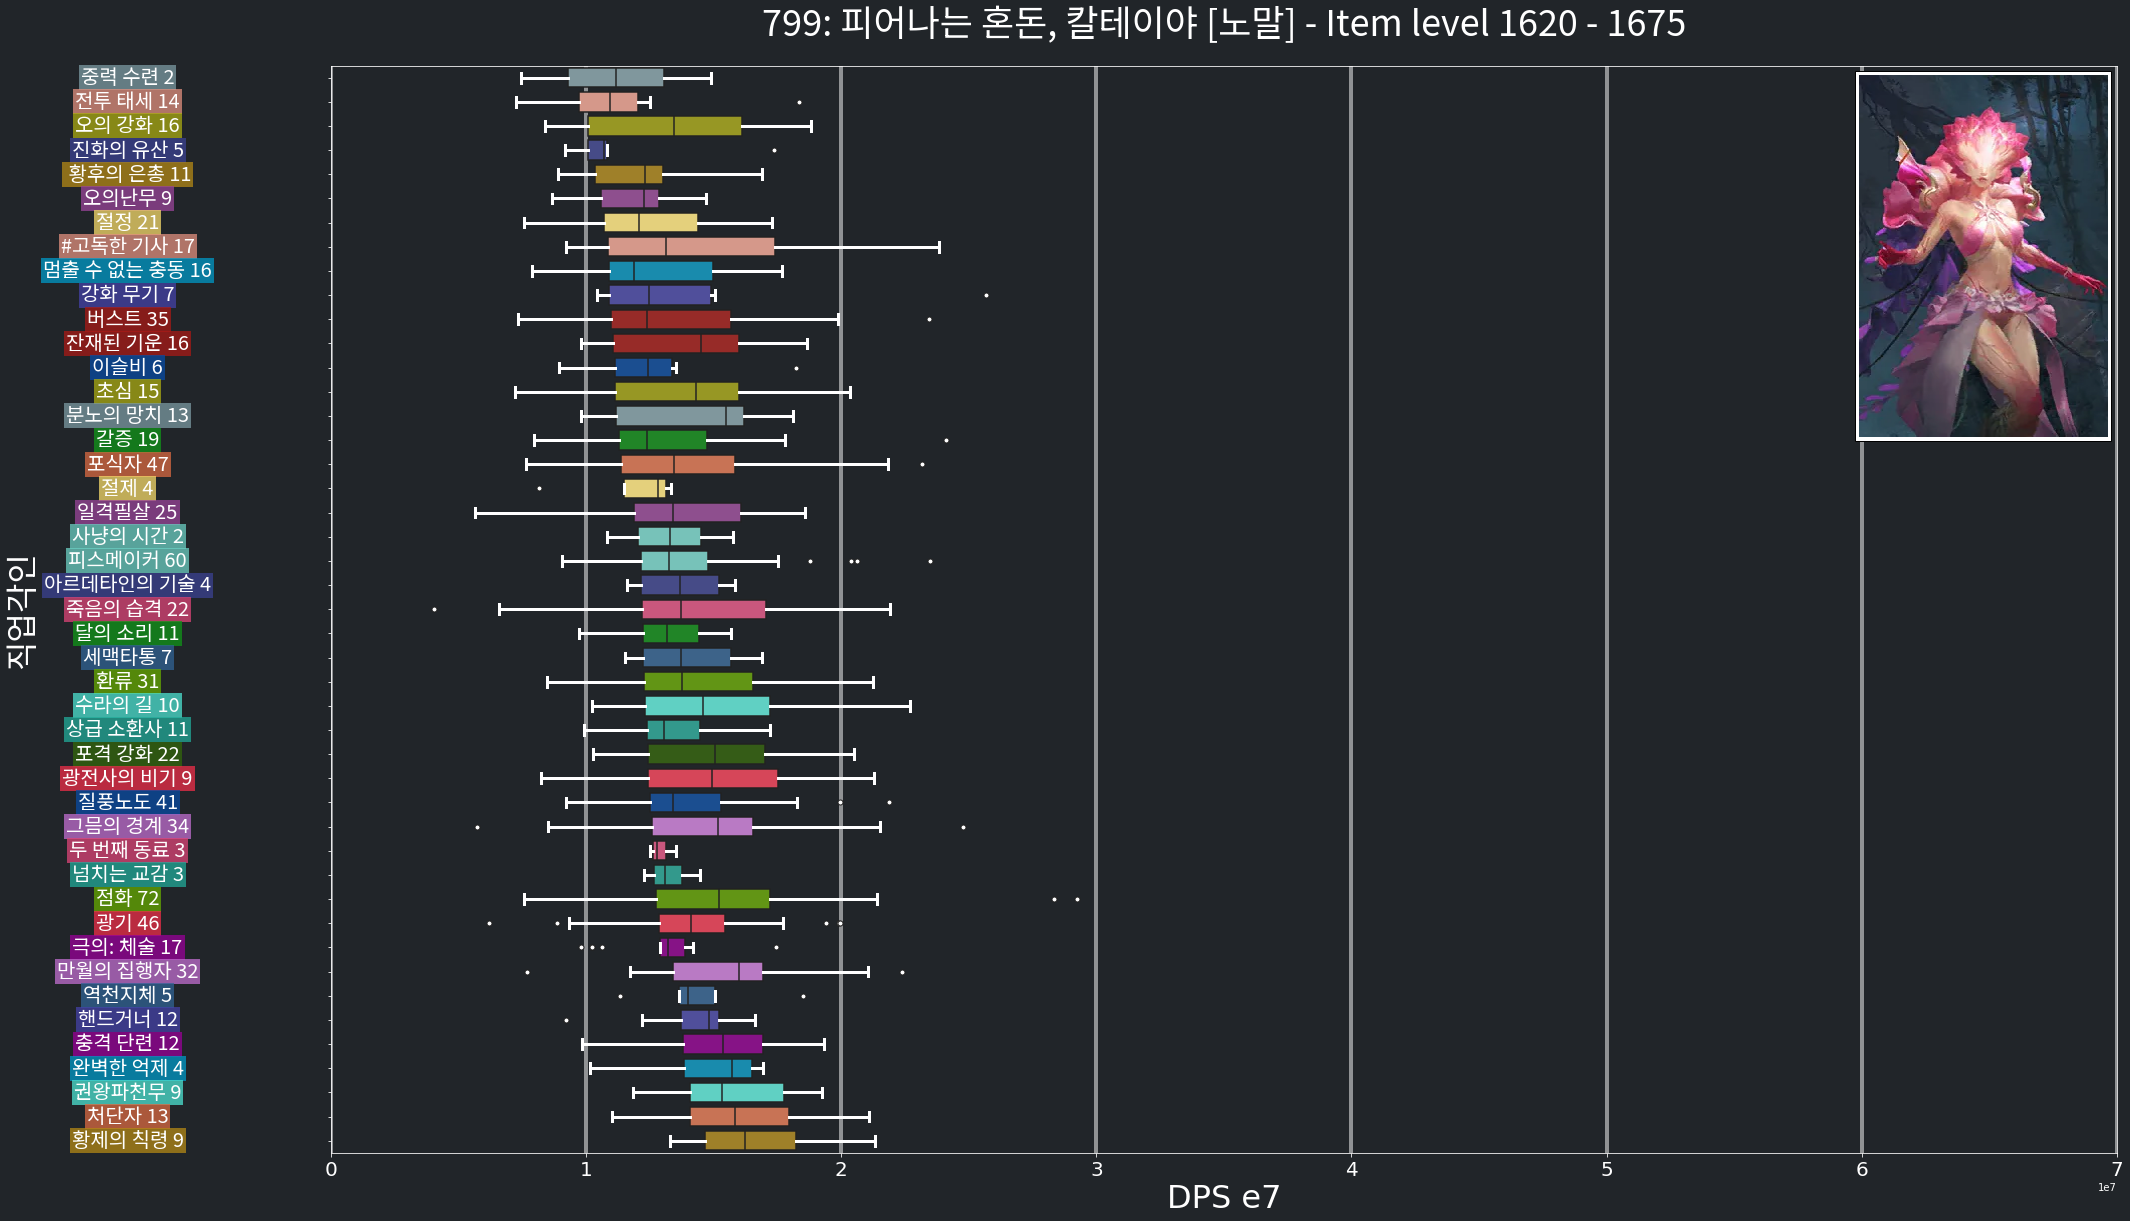 799: 피어나는 혼돈, 칼테이야 [노말] - Item level 1620 - 1675
직업각인
중력 수련 2
전투 태세 14
오의 강화 16
진화의 유산 5
황후의 은총 11
오의난무 9
절정 21
#고독한 기사 17
멈출 수 없는 충동 16
강화 무기 7
버스트 35
잔재된 기운 16
이슬비 6
초심 15
분노의 망치 13
갈증 19
포식자 47
절제 4
일격필살 25
사냥의 시간 2
피스메이커 60
아르데타인의 기술 4
죽음의 습격 22
달의 소리 11
세맥타통 7
환류 31
수라의 길 10
상급 소환사 11
포격 강화 22
광전사의 비기 9
질풍노도 41
그믐의 경계 34
두 번째 동료 3
넘치는 교감 3
점화 72
광기 46
극의: 체술 17
만월의 집행자 32
역천지체 5
핸드거너 12
충격 단련 12
완벽한 억제 4
권왕파천무 9
처단자 13
황제의 칙령 9
0 1 2 3 4 5 6 7
1e7
DPS e7